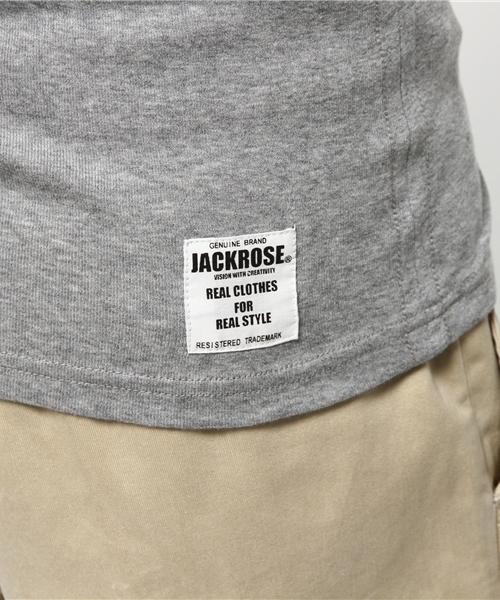 GENUINE BRAND
JACKROSE®
VISION WITH CREATIVITY
REAL CLOTHES
FOR
REAL STYLE
RESISTERED TRADEMARK